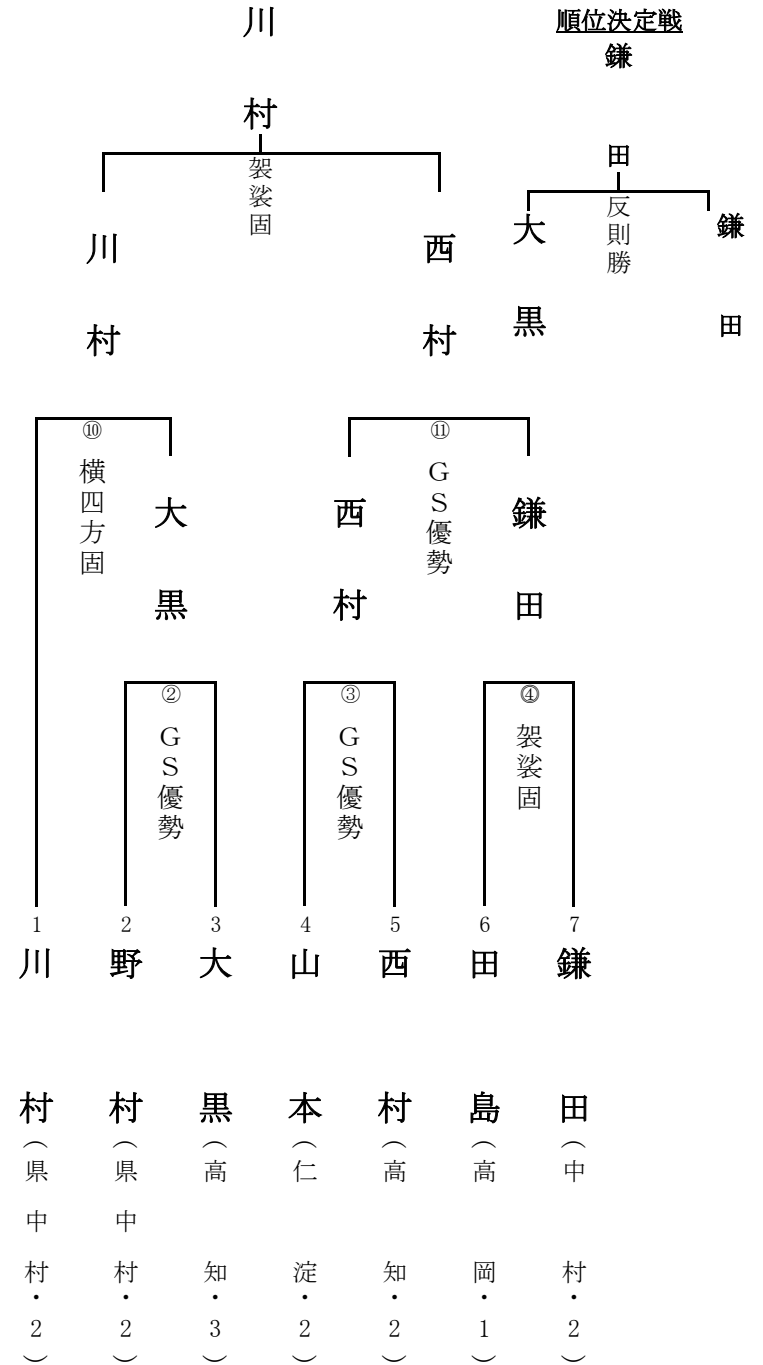 川村
順位決定戦
鎌田
袈裟固
反則勝
川村
西村
大黒
鎌田
⑩
横四方固
⑪
GS優勢
大黒
西村
鎌田
②
GS優勢
③
GS優勢
④
袈裟固
1
川村(県中村・2)
2
野村(県中村・2)
3
大黒(高知・3)
4
山本(仁淀・2)
5
西村(高知・2)
6
田島(高岡・1)
7
鎌田(中村・2)